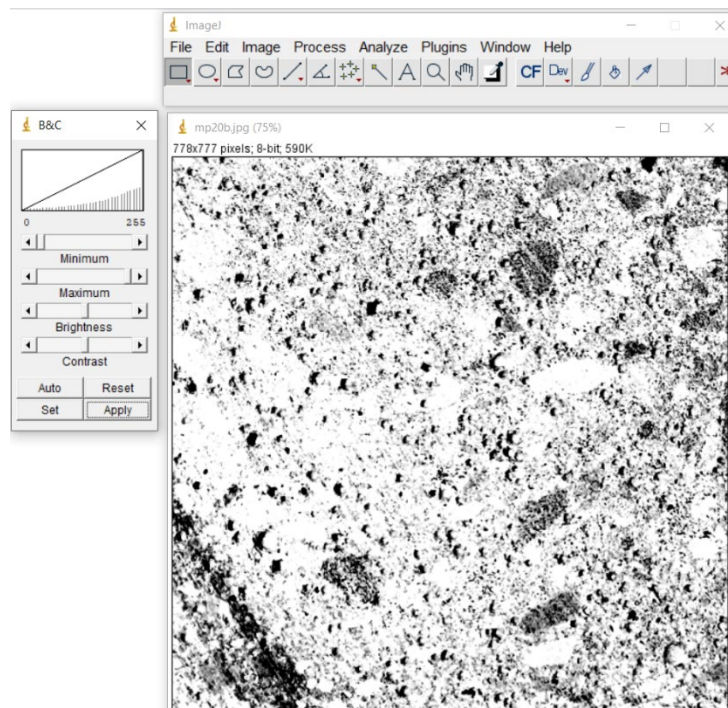 ImageJ
File Edit Image Process Analyze Plugins Window Help
A CF Dev
B&C
0 255
Minimum
Maximum
Brightness
Contrast
Auto Reset
Set Apply
mp20b.jpg (75%)
778x777 pixels; 8-bit; 590K